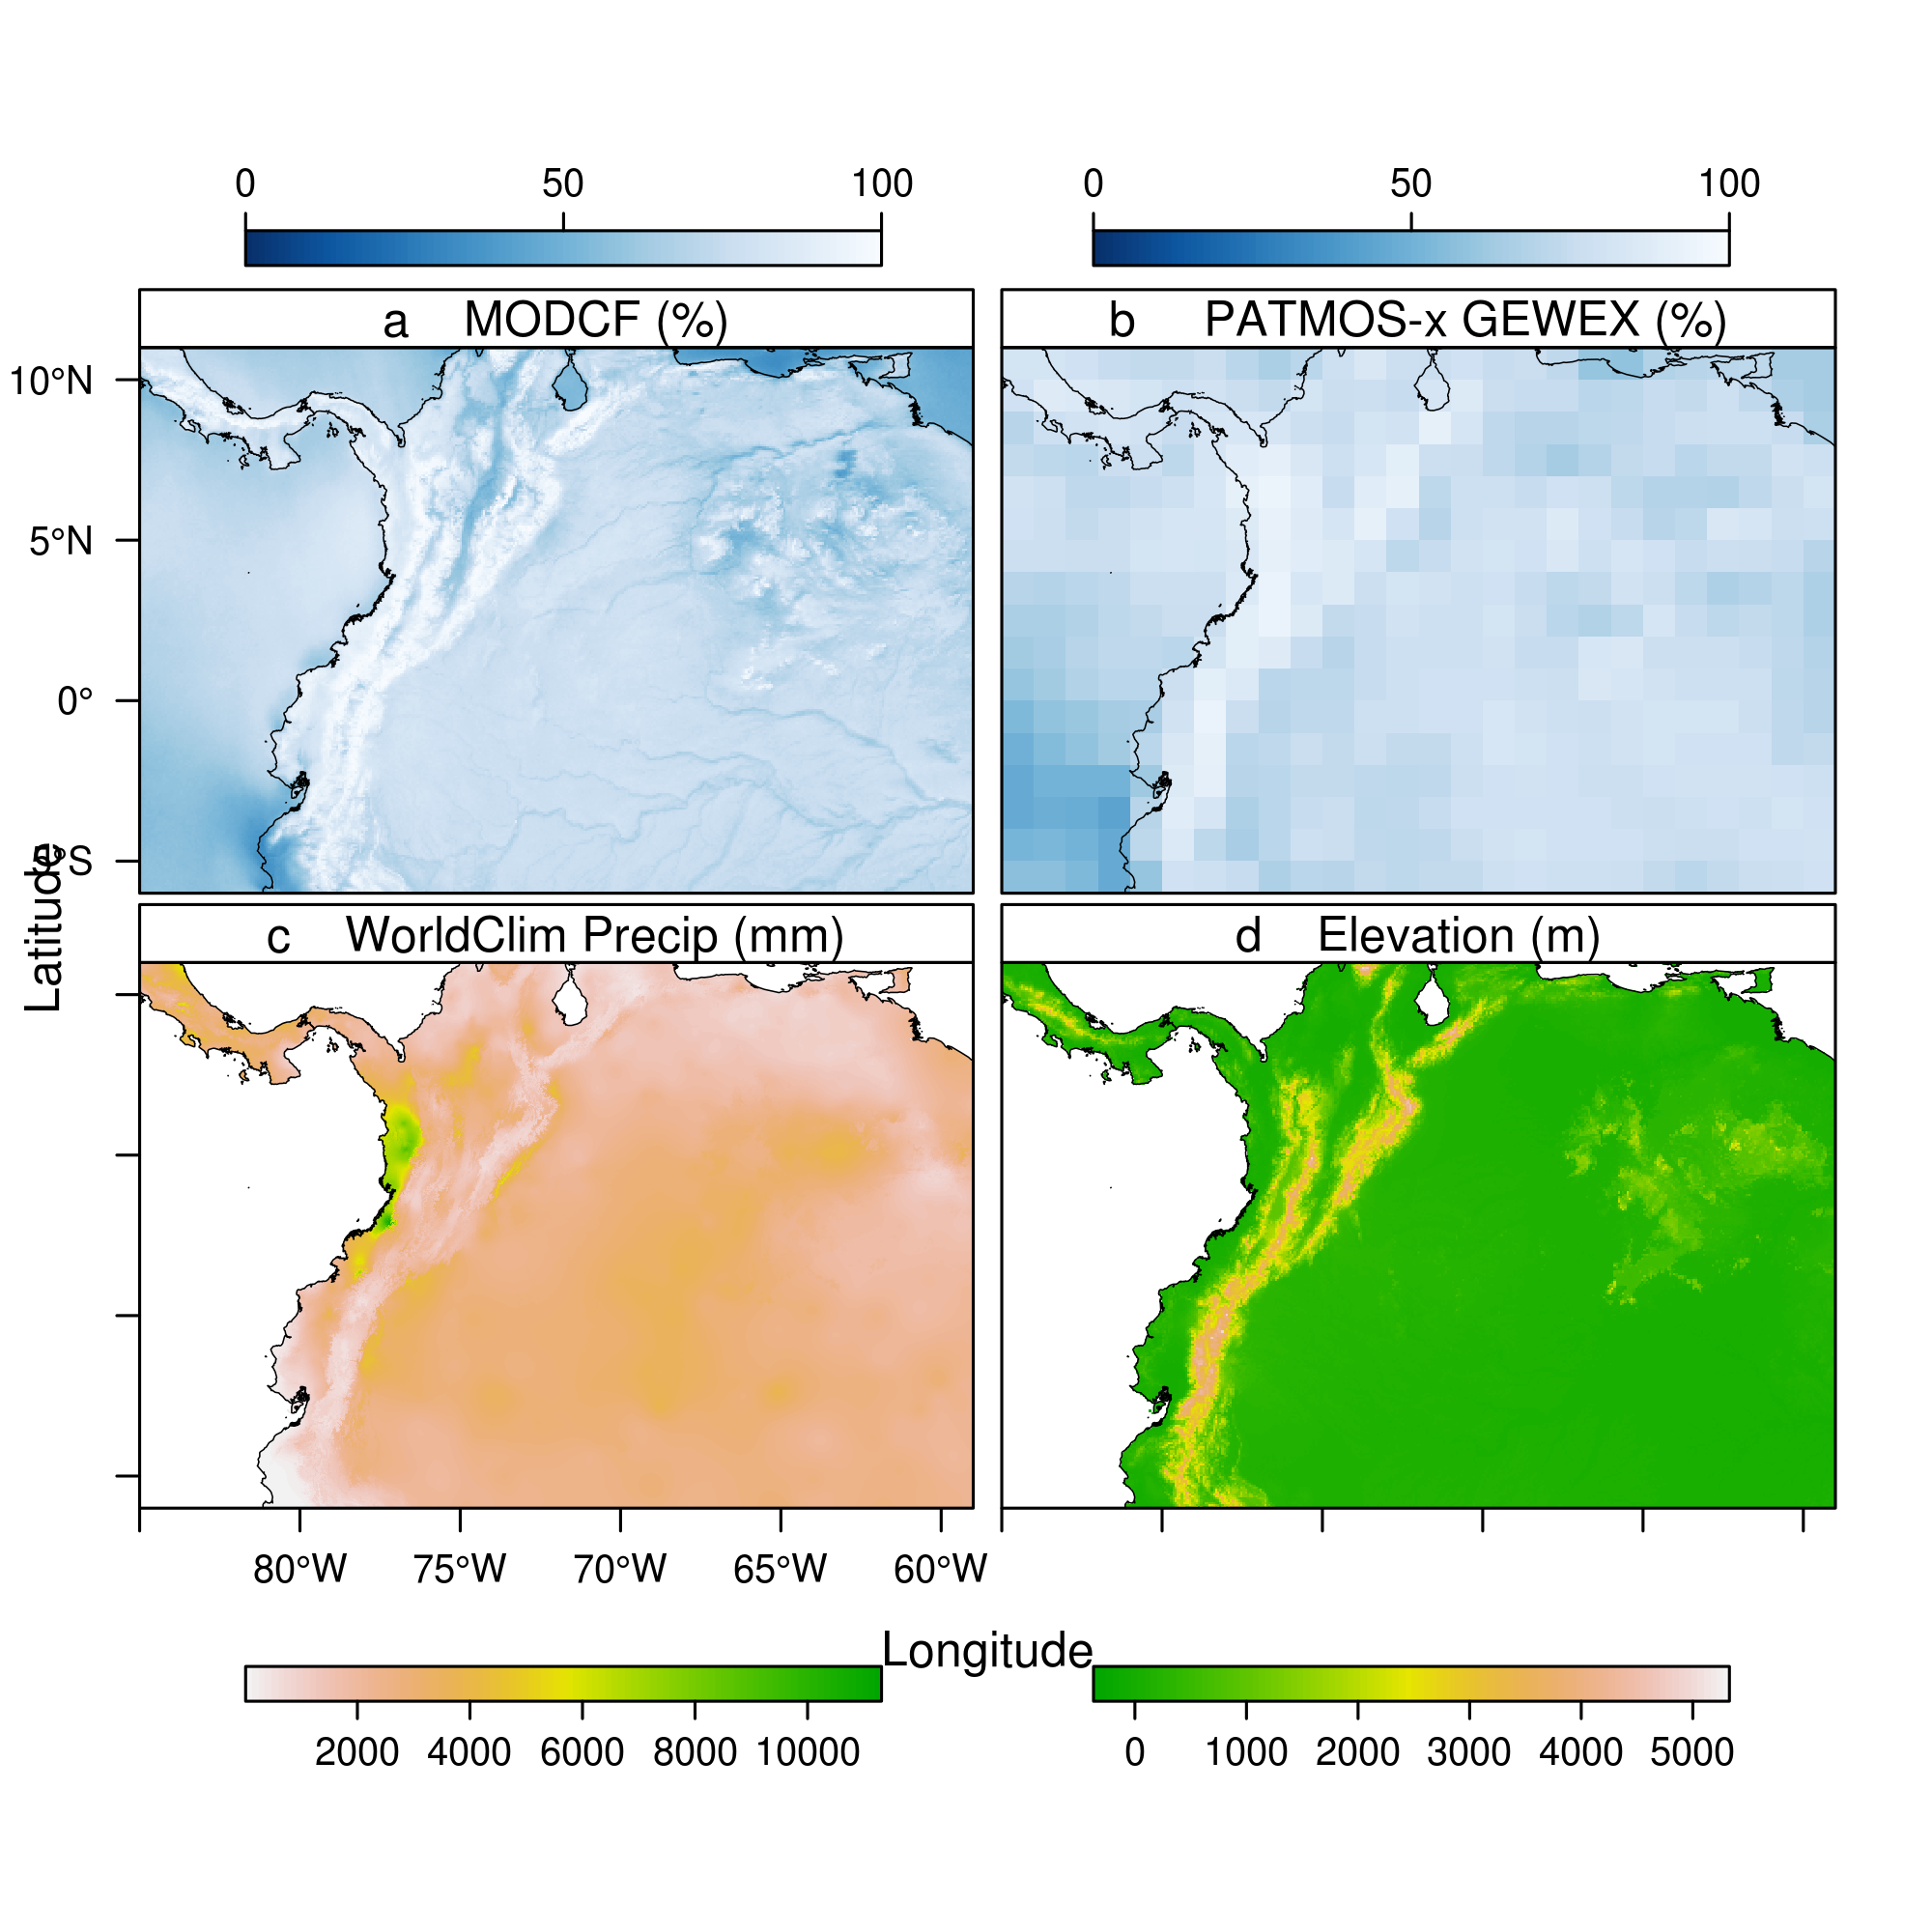 0 50 100 0 50 100
a MODCF (%) b PATMOS-x GEWEX (%)
10°N
5°N
0°
5°S
Latitude
c WorldClim Precip (mm) d Elevation (m)
80°W 75°W 70°W 65°W 60°W
Longitude
2000 4000 6000 8000 10000 0 1000 2000 3000 4000 5000